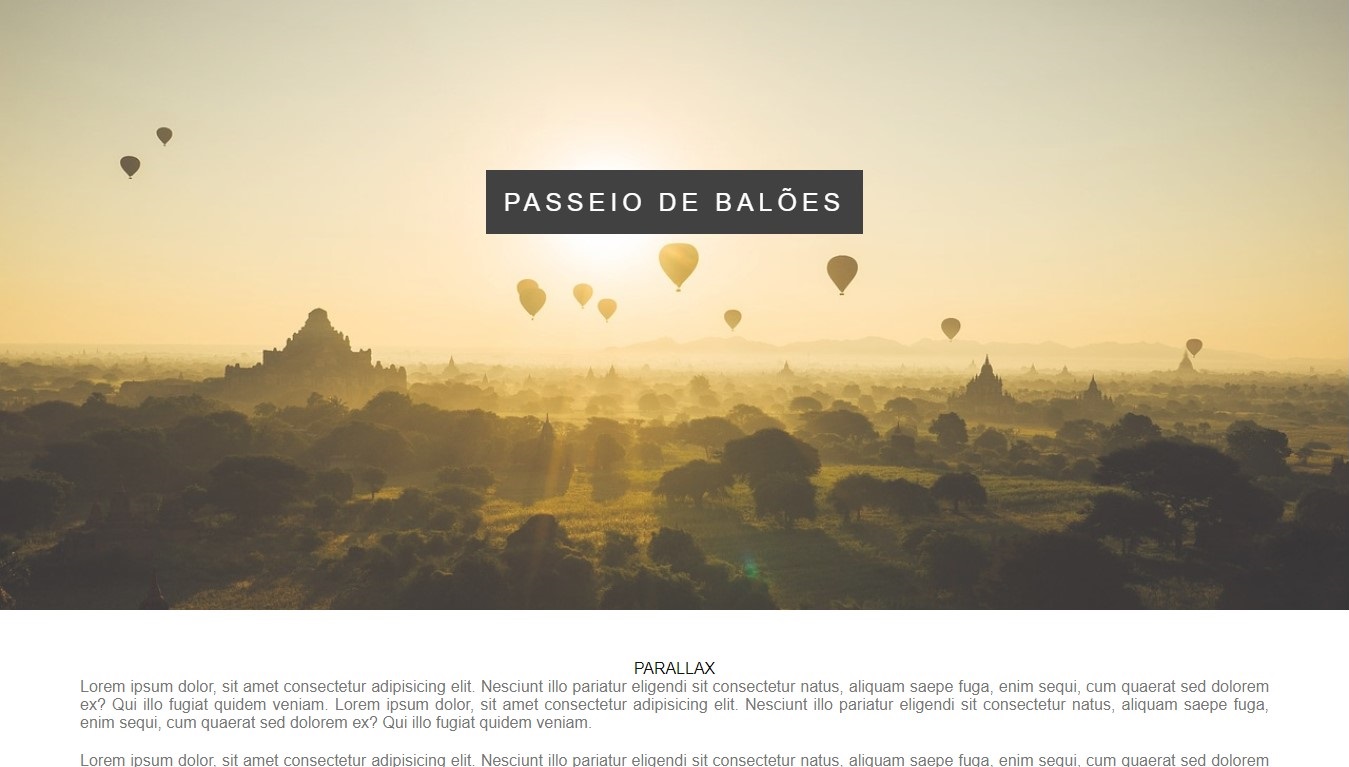 PASSEIO DE BALÕES
PARALLAX
Lorem ipsum dolor, sit amet consectetur adipisicing elit. Nesciunt illo pariatur eligendi sit consectetur natus, aliquam saepe fuga, enim sequi, cum quaerat sed dolorem
ex? Qui illo fugiat quidem veniam. Lorem ipsum dolor, sit amet consectetur adipisicing elit. Nesciunt illo pariatur eligendi sit consectetur natus, aliquam saepe fuga,
enim sequi, cum quaerat sed dolorem ex? Qui illo fugiat quidem veniam.
Lorem ipsum dolor, sit amet consectetur adipisicing elit. Nesciunt illo pariatur eligendi sit consectetur natus, aliquam saepe fuga, enim sequi, cum quaerat sed dolorem